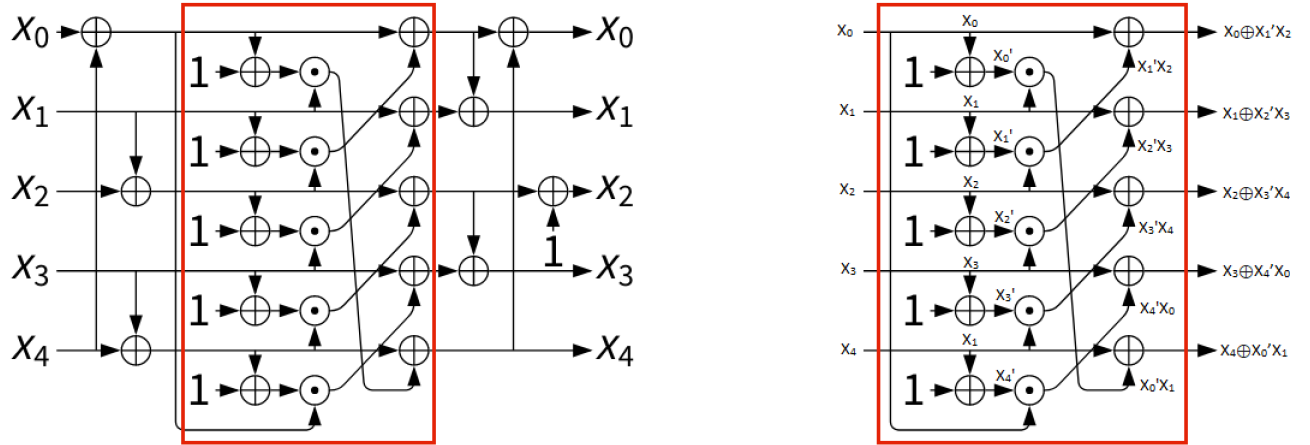 x₀ x₀
1
x₁ x₁
1
x₂ x₂
1 1
x₃ x₃
1
x₄ x₄
1
X₀ X₀ X₀⊕X₁'X₂
1 X₀' X₁'X₂
X₁ X₁ X₁⊕X₂'X₃
1 X₁' X₂'X₃
X₂ X₂ X₂⊕X₃'X₄
1 X₂' X₃'X₄
X₃ X₃ X₃⊕X₄'X₀
1 X₃' X₄'X₀
X₄ X₁ X₄⊕X₀'X₁
1 X₄' X₀'X₁